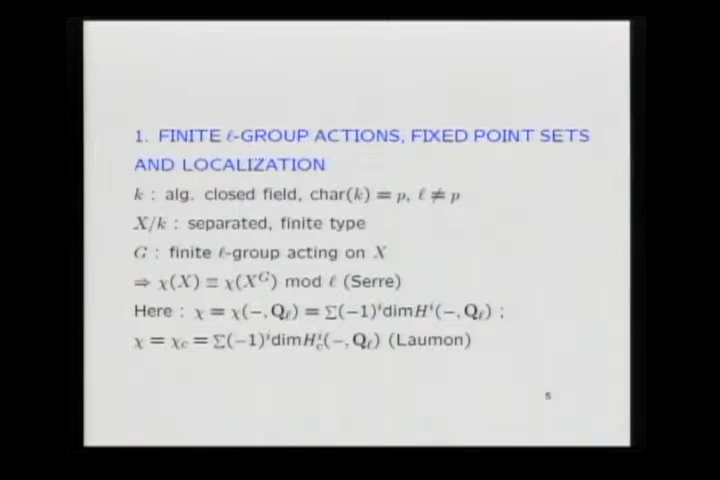 1. FINITE ℓ-GROUP ACTIONS, FIXED POINT SETS
AND LOCALIZATION
k : alg. closed field, char(k) = p, ℓ ≠ p
X/k : separated, finite type
G : finite ℓ-group acting on X
⇒ χ(X) ≡ χ(X^G) mod ℓ (Serre)
Here : χ = χ(−, Q_ℓ) = Σ(−1)^i dim H^i(−, Q_ℓ) ;
χ = χ_c = Σ(−1)^i dim H^i_c(−, Q_ℓ) (Laumon)
5